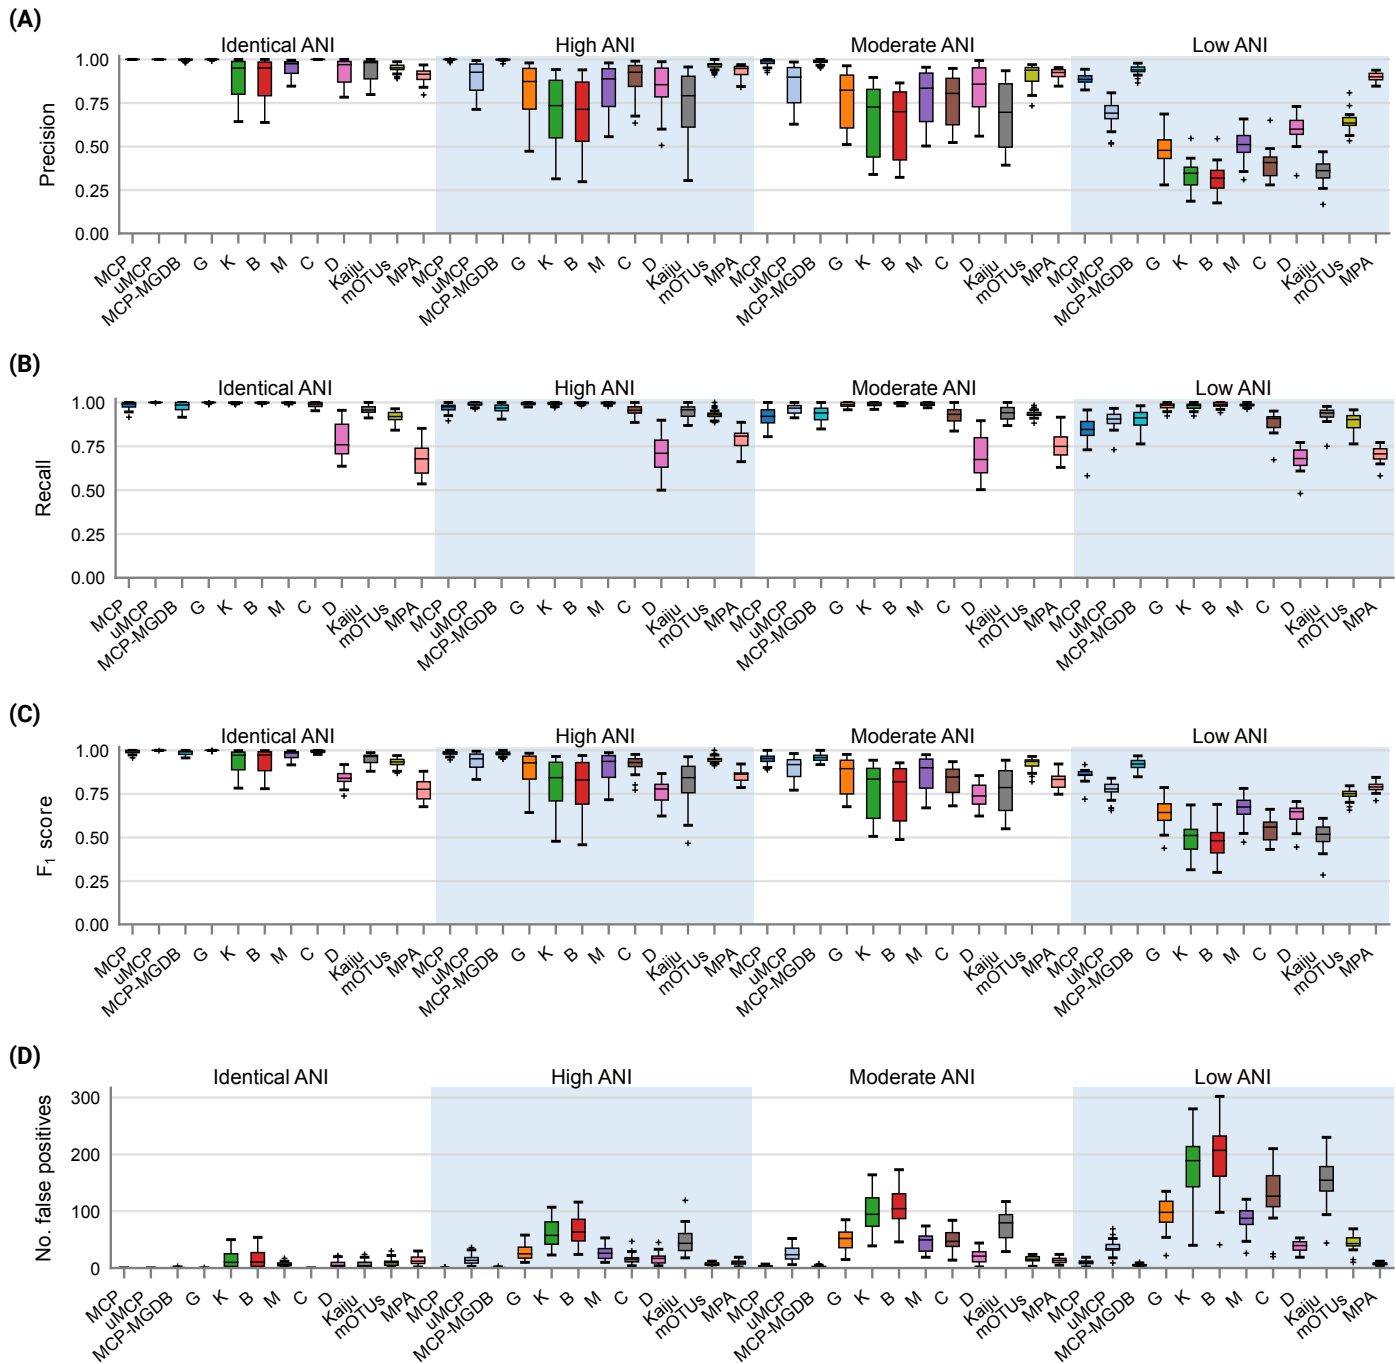 (A)
Identical ANI High ANI Moderate ANI Low ANI
Precision
1.00
0.75
0.50
0.25
0.00
MCP uMCP MCP-MGDB G K B M C D Kaiju mOTUs MPA MCP uMCP MCP-MGDB G K B M C D Kaiju mOTUs MPA MCP uMCP MCP-MGDB G K B M C D Kaiju mOTUs MPA MCP uMCP MCP-MGDB G K B M C D Kaiju mOTUs MPA
(B)
Identical ANI High ANI Moderate ANI Low ANI
Recall
1.00
0.75
0.50
0.25
0.00
MCP uMCP MCP-MGDB G K B M C D Kaiju mOTUs MPA MCP uMCP MCP-MGDB G K B M C D Kaiju mOTUs MPA MCP uMCP MCP-MGDB G K B M C D Kaiju mOTUs MPA MCP uMCP MCP-MGDB G K B M C D Kaiju mOTUs MPA
(C)
Identical ANI High ANI Moderate ANI Low ANI
F₁ score
1.00
0.75
0.50
0.25
0.00
MCP uMCP MCP-MGDB G K B M C D Kaiju mOTUs MPA MCP uMCP MCP-MGDB G K B M C D Kaiju mOTUs MPA MCP uMCP MCP-MGDB G K B M C D Kaiju mOTUs MPA MCP uMCP MCP-MGDB G K B M C D Kaiju mOTUs MPA
(D)
Identical ANI High ANI Moderate ANI Low ANI
No. false positives
300
200
100
0
MCP uMCP MCP-MGDB G K B M C D Kaiju mOTUs MPA MCP uMCP MCP-MGDB G K B M C D Kaiju mOTUs MPA MCP uMCP MCP-MGDB G K B M C D Kaiju mOTUs MPA MCP uMCP MCP-MGDB G K B M C D Kaiju mOTUs MPA